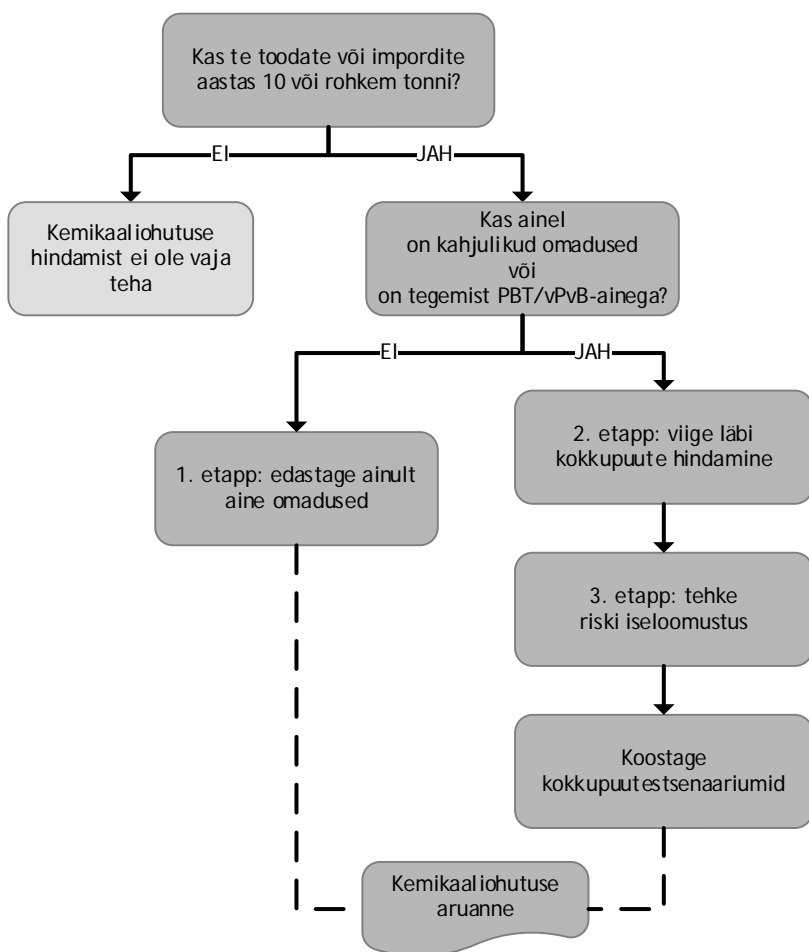 Kas te toodate või impordite
aastas 10 või rohkem tonni?
EI
JAH
Kemikaaliohutuse
hindamist ei ole vaja
teha
Kas ainel
on kahjulikud omadused
või
on tegemist PBT/vPvB-ainega?
EI
JAH
1. etapp: edastage ainult
aine omadused
2. etapp: viige läbi
kokkupuute hindamine
3. etapp: tehke
riski iseloomustus
Koostage
kokkupuutestsenaariumid
Kemikaaliohutuse
aruanne